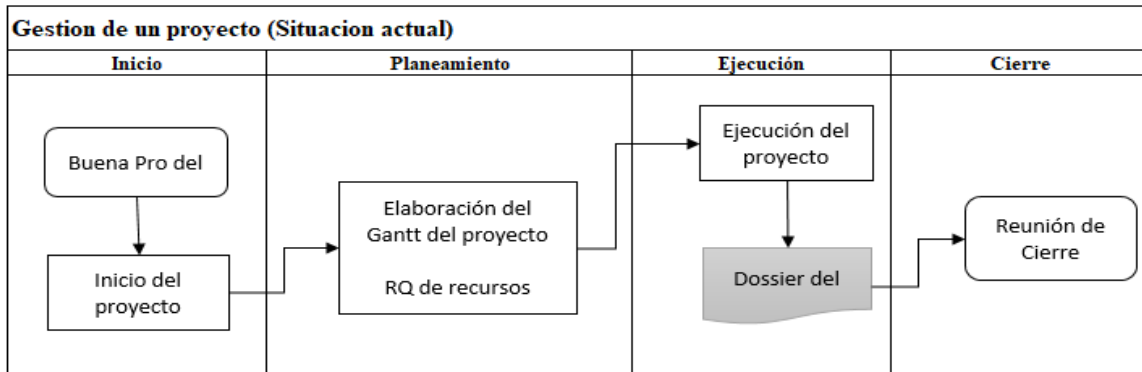 Gestion de un proyecto (Situacion actual)
Inicio
Planeamiento
Ejecución
Cierre
Buena Pro del
Inicio del
proyecto
Elaboración del
Gantt del proyecto
RQ de recursos
Ejecución del
proyecto
Dossier del
Reunión de
Cierre